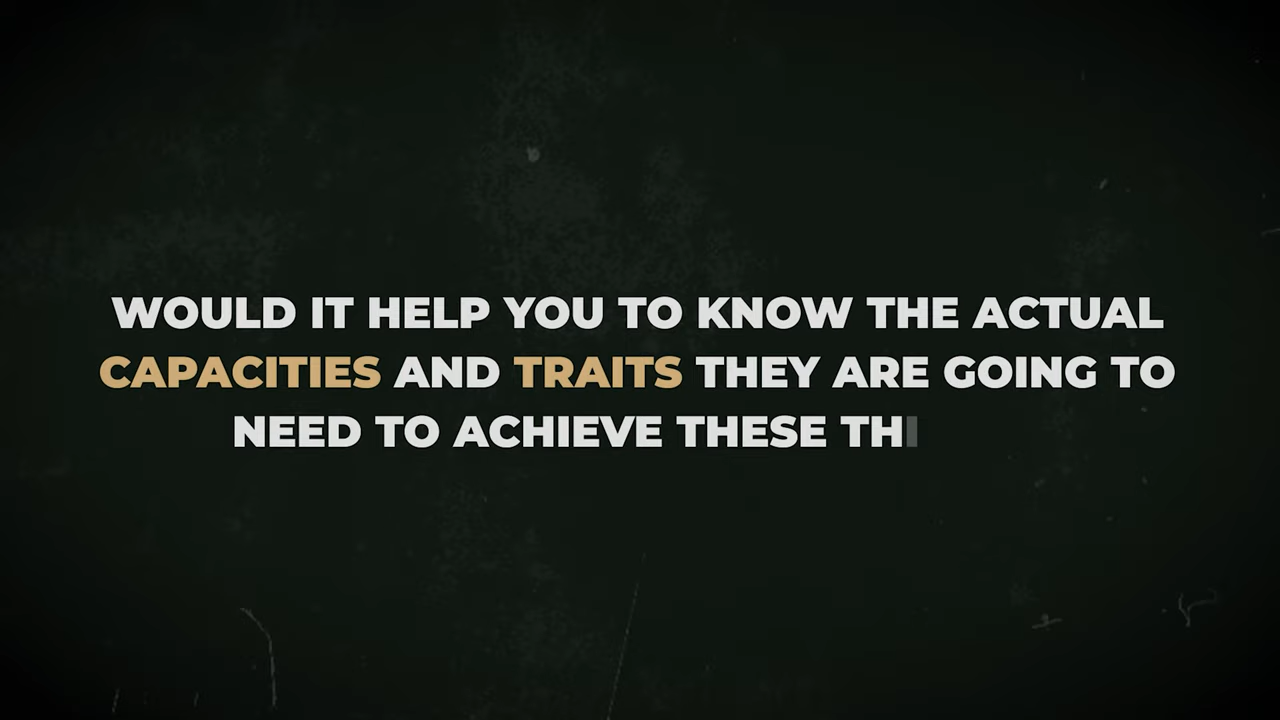 WOULD IT HELP YOU TO KNOW THE ACTUAL
CAPACITIES AND TRAITS THEY ARE GOING TO
NEED TO ACHIEVE THESE THI